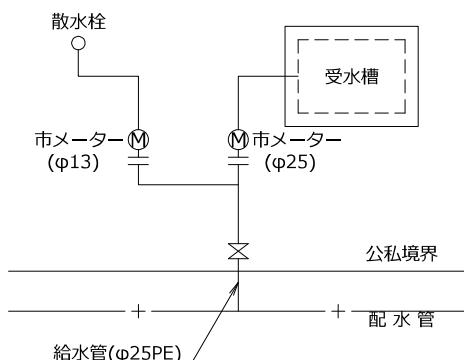 散水栓
受水槽
市メーター
(φ13)
M
M
市メーター
(φ25)
公私境界
配水管
給水管(φ25PE)